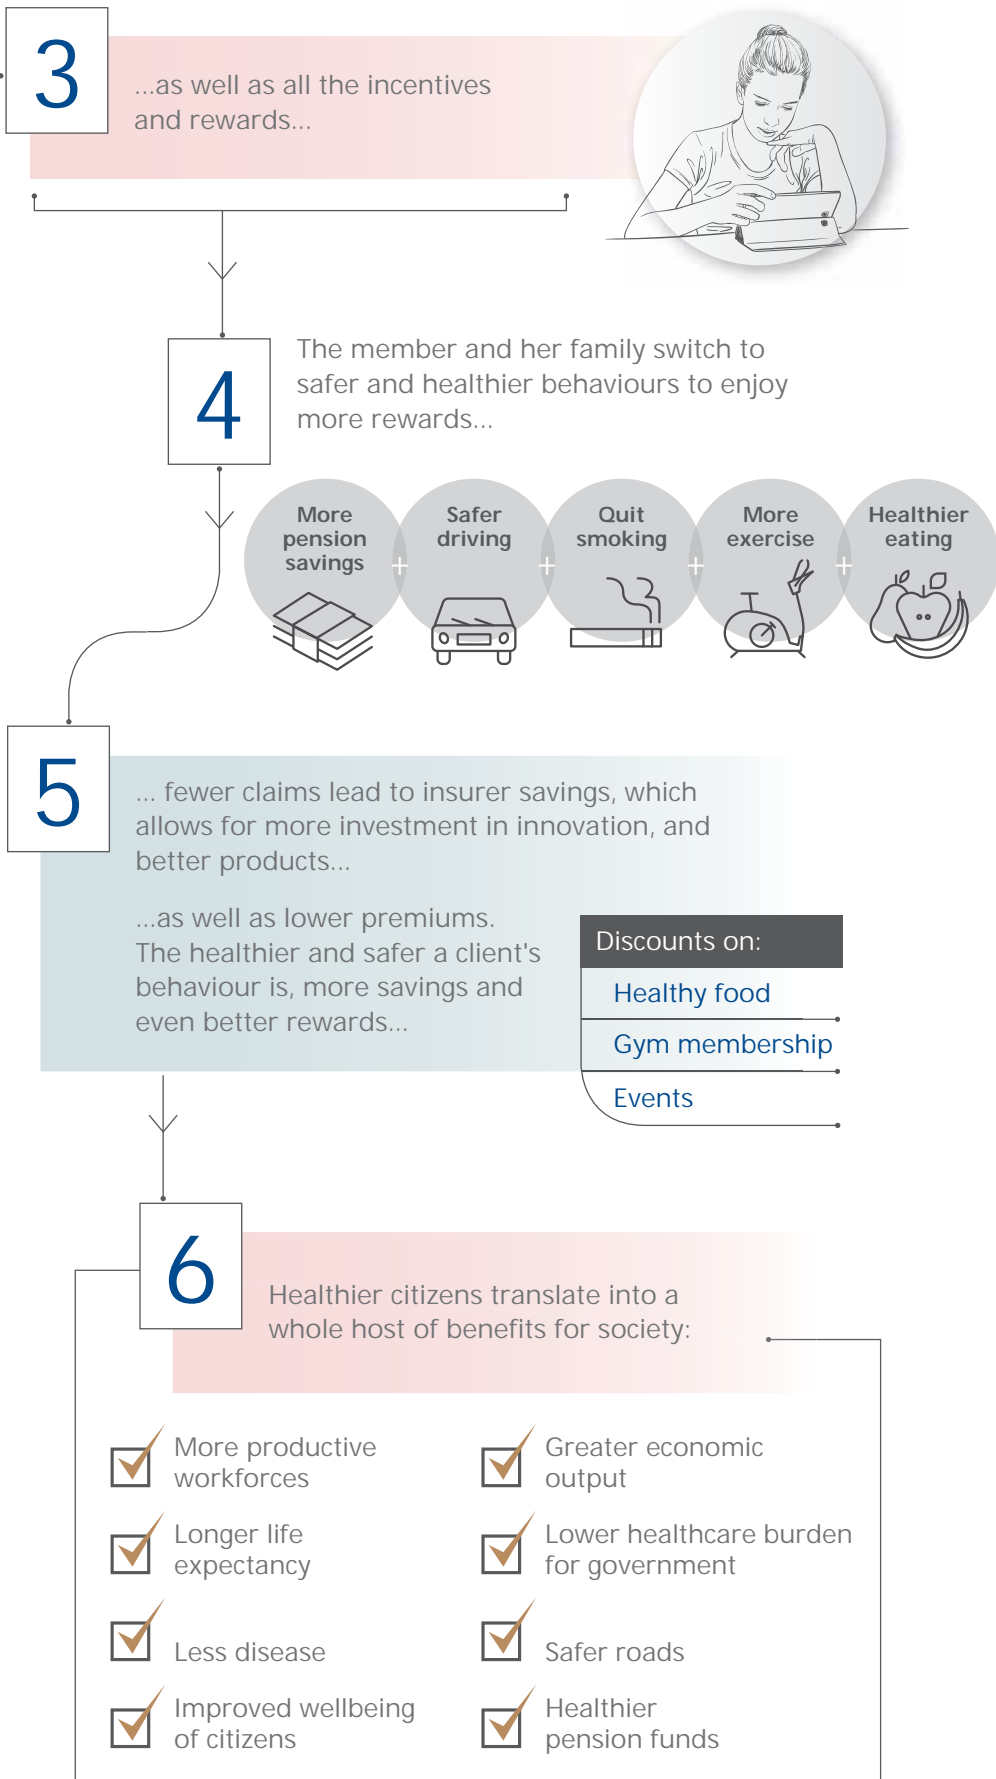 3
...as well as all the incentives
and rewards...
4
The member and her family switch to
safer and healthier behaviours to enjoy
more rewards...
More
pension
savings
+
Safer
driving
+
Quit
smoking
+
More
exercise
+
Healthier
eating
5
... fewer claims lead to insurer savings, which
allows for more investment in innovation, and
better products...
...as well as lower premiums.
The healthier and safer a client's
behaviour is, more savings and
even better rewards...
Discounts on:
Healthy food
Gym membership
Events
6
Healthier citizens translate into a
whole host of benefits for society:
More productive
workforces
Greater economic
output
Longer life
expectancy
Lower healthcare burden
for government
Less disease
Safer roads
Improved wellbeing
of citizens
Healthier
pension funds